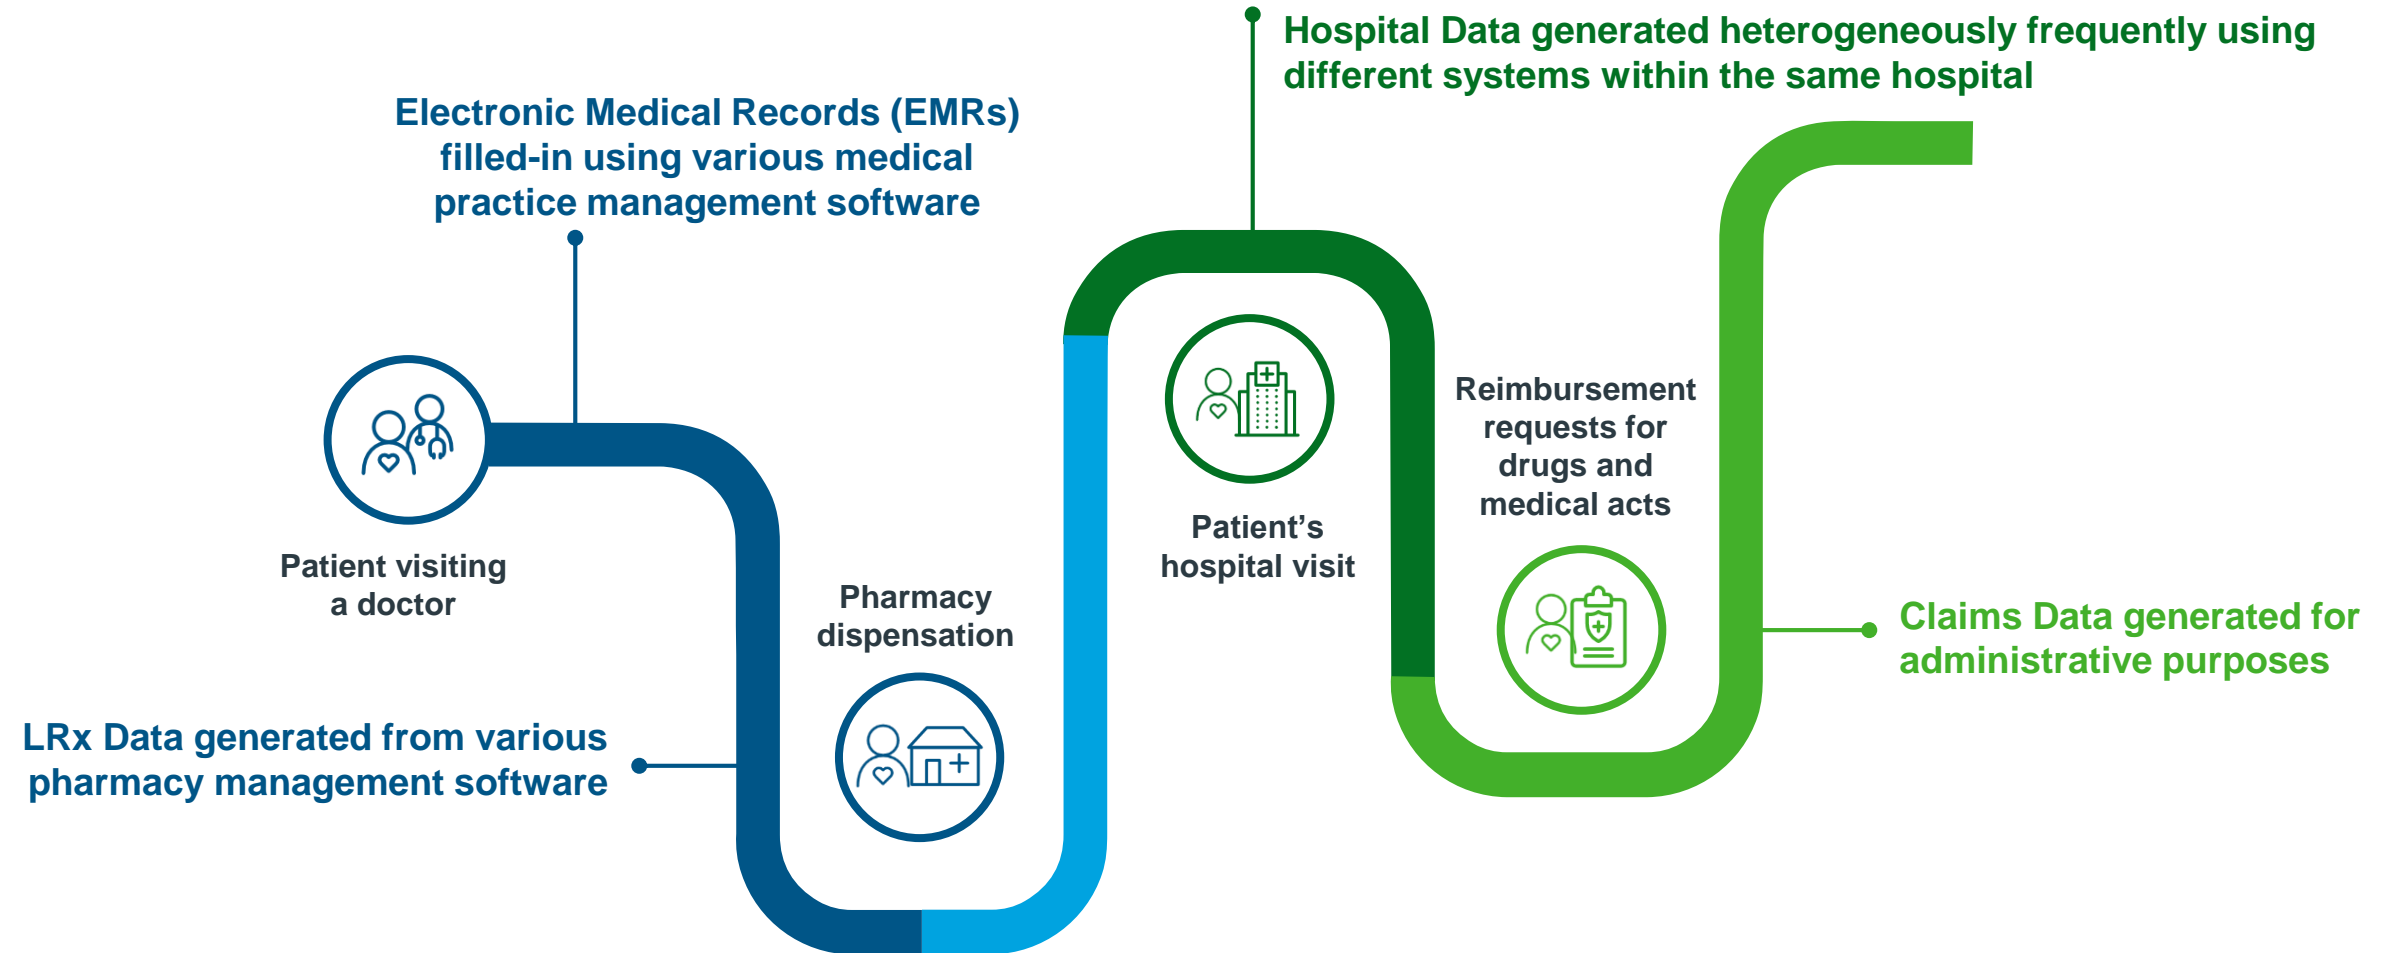 Hospital Data generated heterogeneously frequently using
different systems within the same hospital
Electronic Medical Records (EMRs)
filled-in using various medical
practice management software
Patient visiting
a doctor
Pharmacy
dispensation
LRx Data generated from various
pharmacy management software
Patient’s
hospital visit
Reimbursement
requests for
drugs and
medical acts
Claims Data generated for
administrative purposes